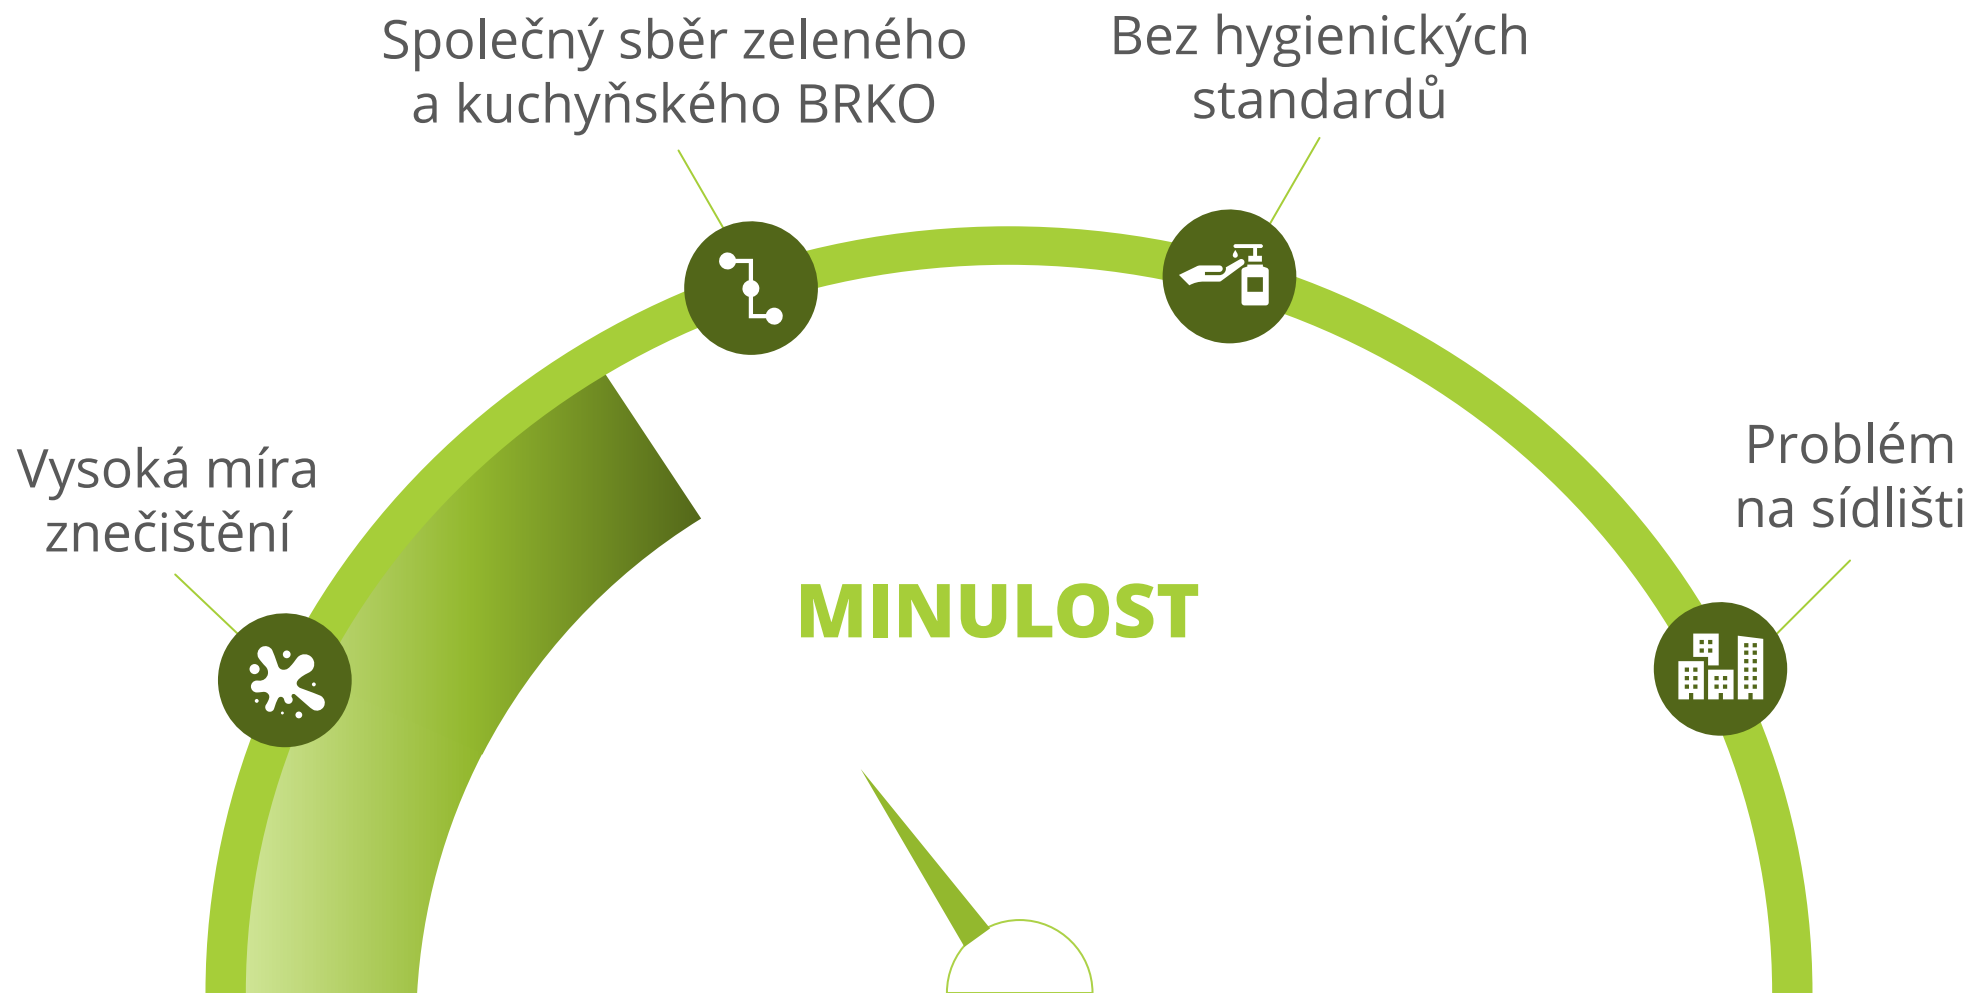 Společný sběr zeleného
a kuchyňského BRKO
Bez hygienických
standardů
Vysoká míra
znečištění
Problém
na sídlišti
MINULOST